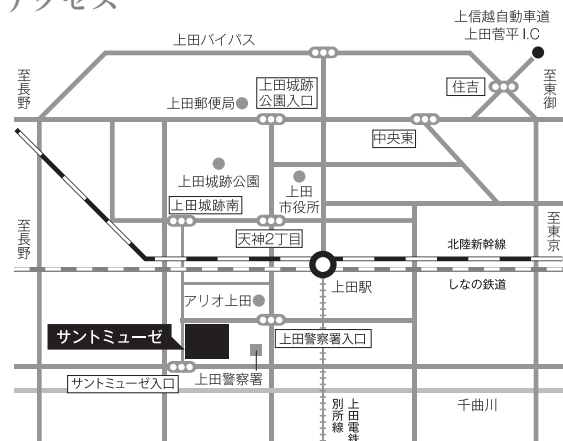 アクセス
上信越自動車道
上田菅平 I.C
上田バイパス
至長野
上田城跡
公園入口
住吉
至東御
上田郵便局
中央東
上田城跡公園
上田
市役所
上田城跡南
至長野
天神2丁目
北陸新幹線
至東京
しなの鉄道
上田駅
アリオ上田
サントミューゼ
上田警察署入口
サントミューゼ入口
上田警察署
上田電鉄
別所線
千曲川